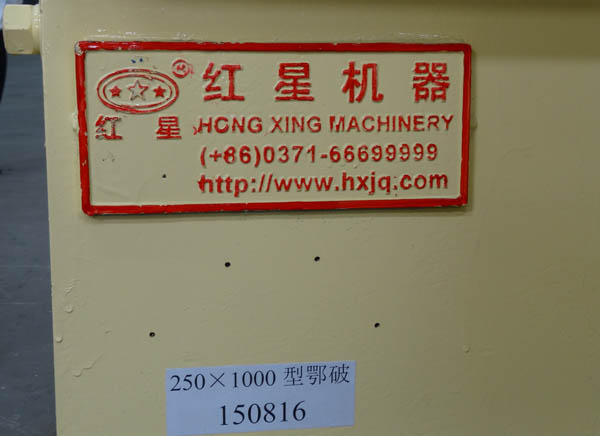 红星机器
红 星
HONG XING MACHINERY
(+86)0371-66699999
http://www.hxjq.com
250×1000 型鄂破
150816